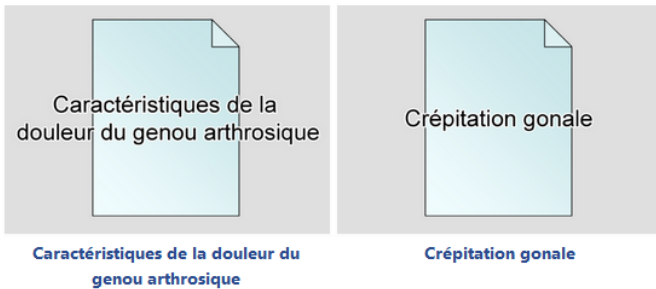 Caractéristiques de la
douleur du genou arthrosique
Crépitation gonale
Caractéristiques de la douleur du
genou arthrosique
Crépitation gonale